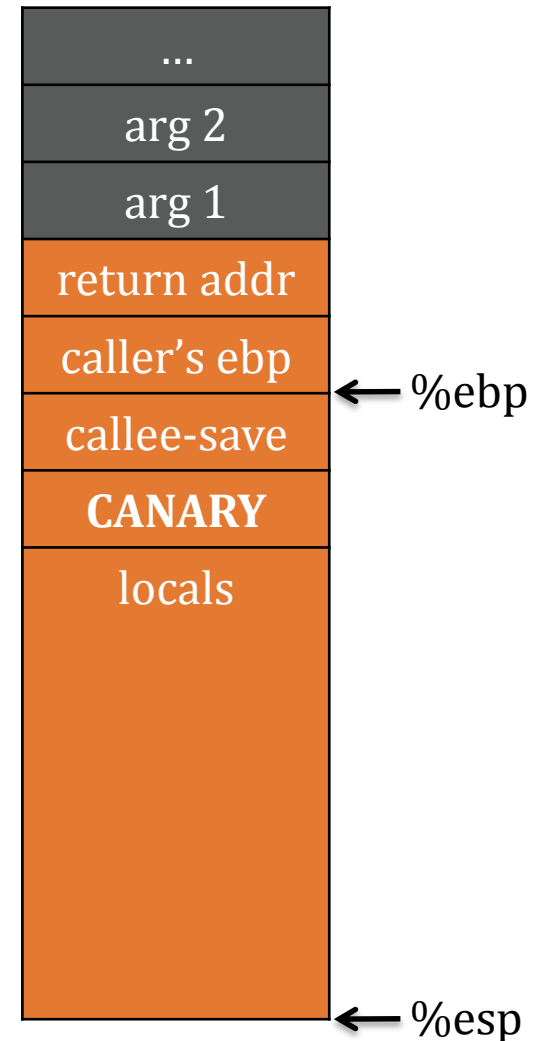 ...
arg 2
arg 1
return addr
caller’s ebp
%ebp
callee-save
CANARY
locals
%esp